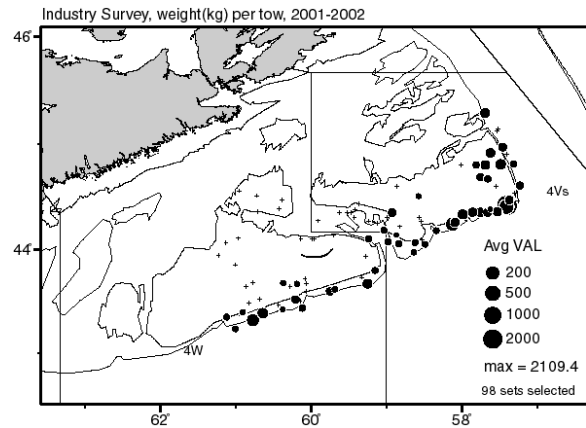 Industry Survey, weight(kg) per tow, 2001-2002
46°
4Vs
44°
Avg VAL
200
500
1000
2000
4W
max = 2109.4
98 sets selected
62° 60° 58°